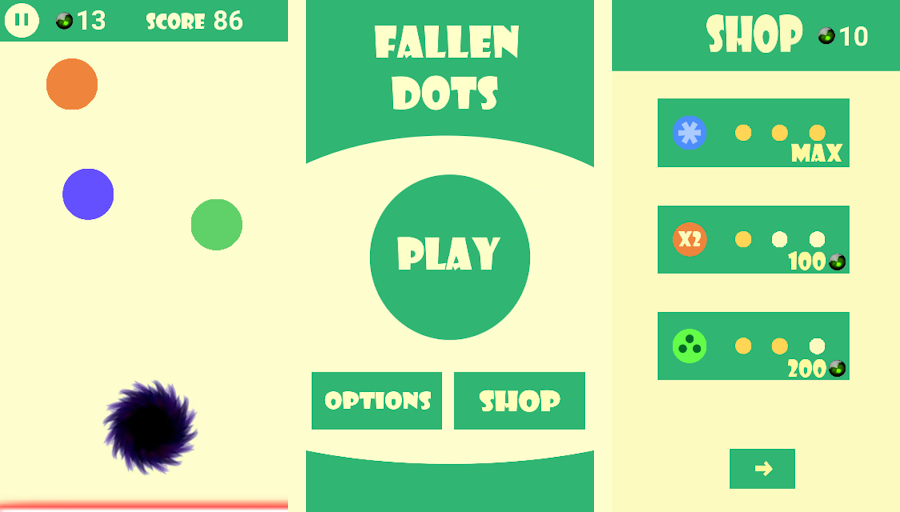 13 SCORE 86
FALLEN
DOTS
PLAY
OPTIONS SHOP
SHOP 10
MAX
X2
100
200